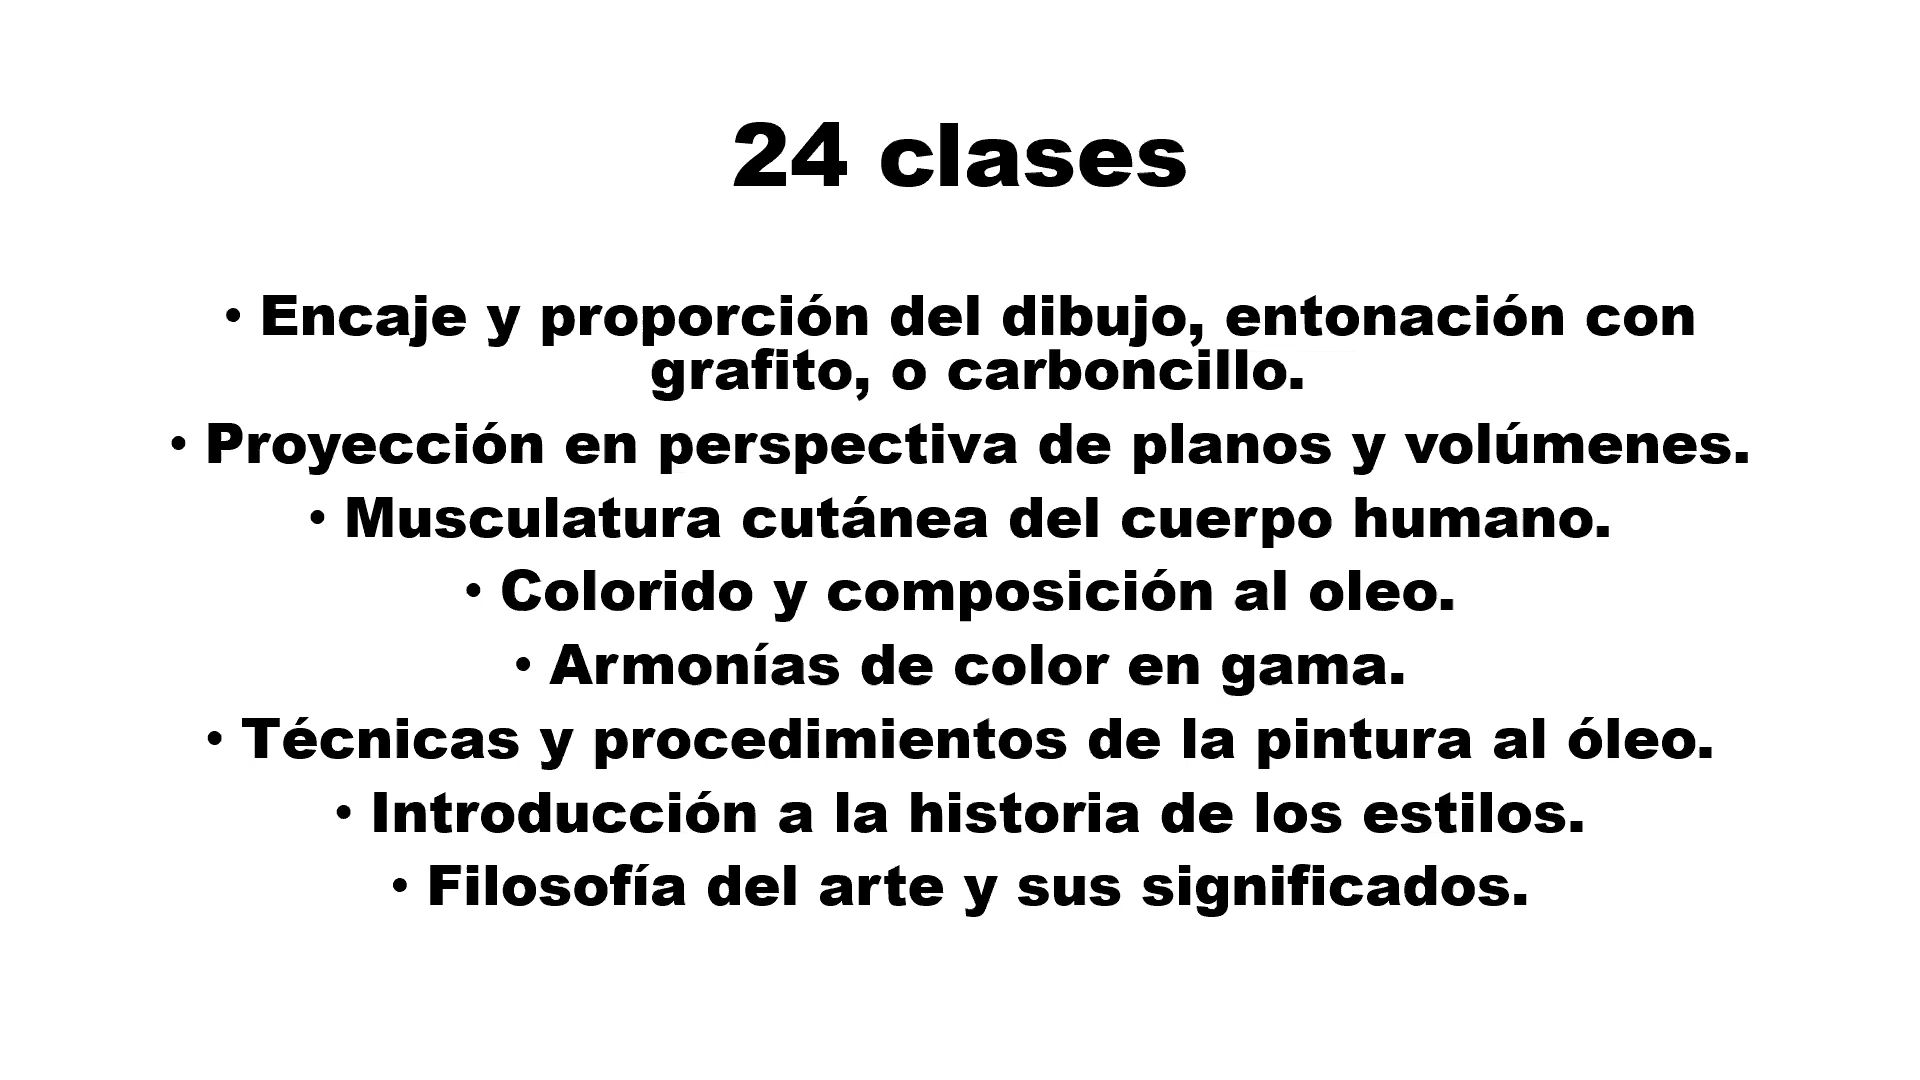 24 clases
• Encaje y proporción del dibujo, entonación con
grafito, o carboncillo.
• Proyección en perspectiva de planos y volúmenes.
• Musculatura cutánea del cuerpo humano.
• Colorido y composición al oleo.
• Armonías de color en gama.
• Técnicas y procedimientos de la pintura al óleo.
• Introducción a la historia de los estilos.
• Filosofía del arte y sus significados.